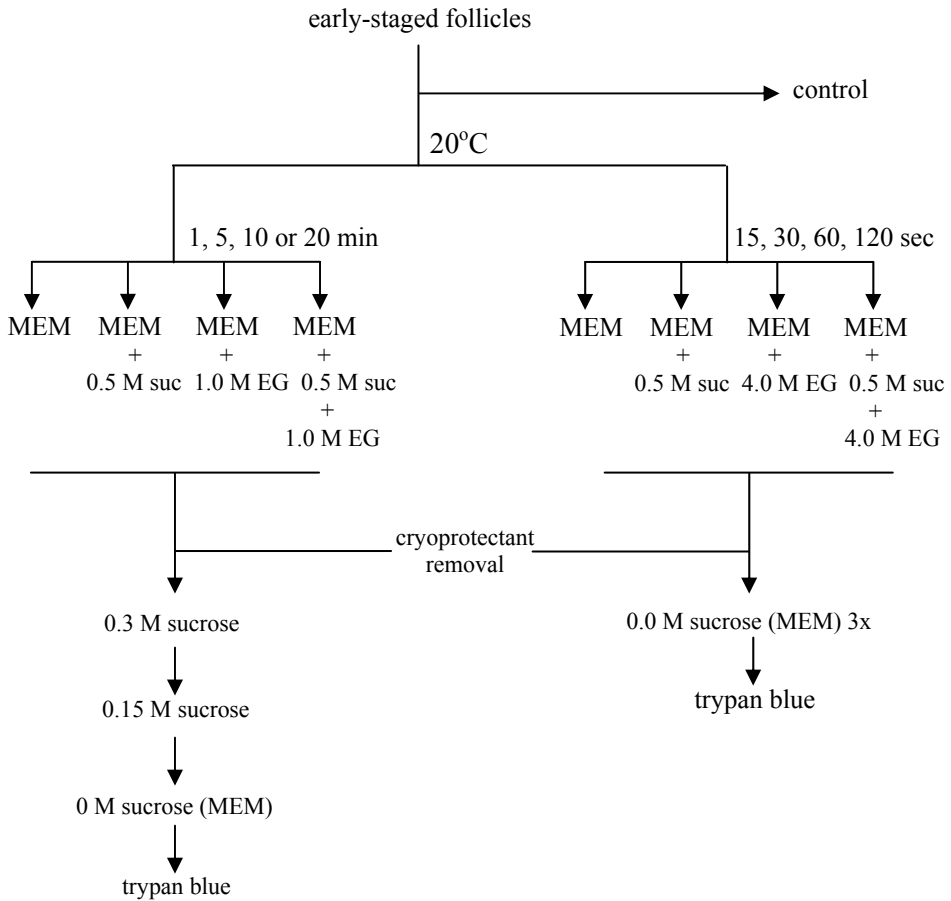 early-staged follicles
control
20°C
1, 5, 10 or 20 min
15, 30, 60, 120 sec
MEM MEM MEM MEM
+ + +
0.5 M suc 1.0 M EG 0.5 M suc
+
1.0 M EG
MEM MEM MEM MEM
+ + +
0.5 M suc 4.0 M EG 0.5 M suc
+
4.0 M EG
cryoprotectant
removal
0.3 M sucrose
0.15 M sucrose
0 M sucrose (MEM)
trypan blue
0.0 M sucrose (MEM) 3x
trypan blue